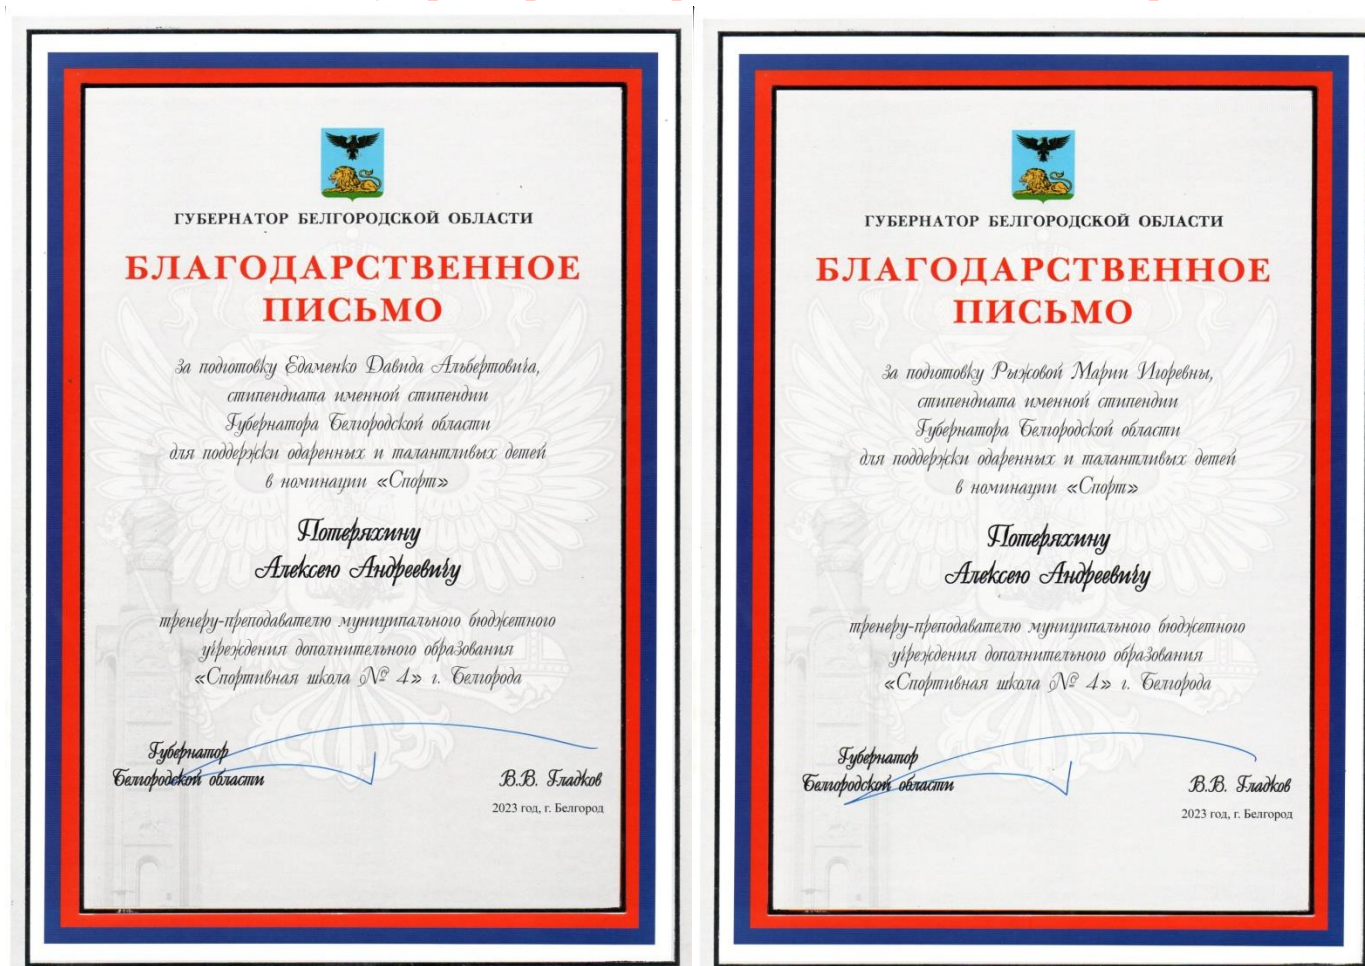 ГУБЕРНАТОР БЕЛГОРОДСКОЙ ОБЛАСТИ
БЛАГОДАРСТВЕННОЕ
ПИСЬМО
за подготовку Едаменко Давида Альбертовича,
стипендиата именной стипендии
Губернатора Белгородской области
для поддержки одаренных и талантливых детей
в номинации «Спорт»
Потеряхину
Алексею Андреевичу
тренеру-преподавателю муниципального бюджетного
учреждения дополнительного образования
«Спортивная школа № 4» г. Белгорода
Губернатор
Белгородской области
В.В. Гладков
2023 год, г. Белгород
ГУБЕРНАТОР БЕЛГОРОДСКОЙ ОБЛАСТИ
БЛАГОДАРСТВЕННОЕ
ПИСЬМО
за подготовку Рыжовой Марии Игоревны,
стипендиата именной стипендии
Губернатора Белгородской области
для поддержки одаренных и талантливых детей
в номинации «Спорт»
Потеряхину
Алексею Андреевичу
тренеру-преподавателю муниципального бюджетного
учреждения дополнительного образования
«Спортивная школа № 4» г. Белгорода
Губернатор
Белгородской области
В.В. Гладков
2023 год, г. Белгород